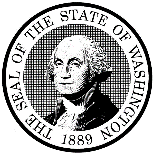 THE SEAL OF THE STATE OF WASHINGTON
1889